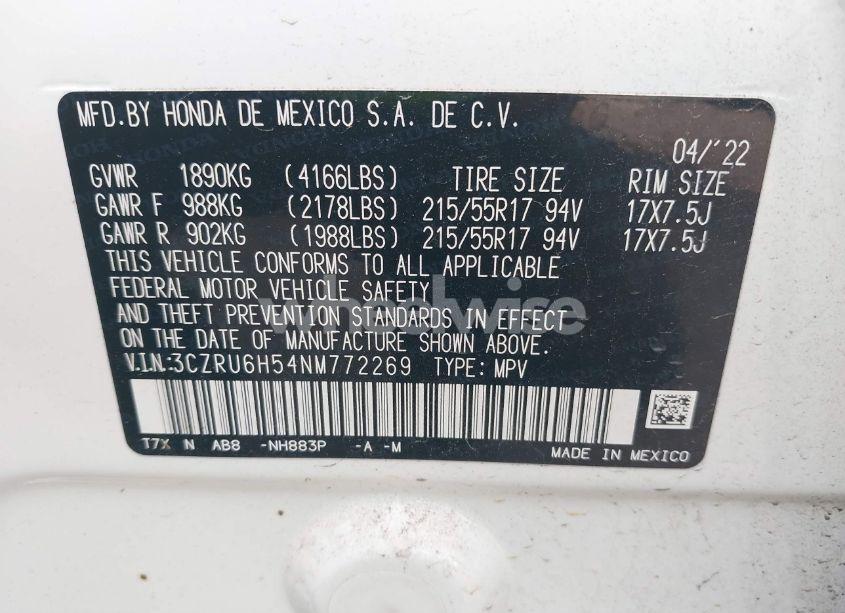 MFD.BY HONDA DE MEXICO S.A. DE C.V.
04/'22
GVWR 1890KG (4166LBS) TIRE SIZE RIM SIZE
GAWR F 988KG (2178LBS) 215/55R17 94V 17X7.5J
GAWR R 902KG (1988LBS) 215/55R17 94V 17X7.5J
THIS VEHICLE CONFORMS TO ALL APPLICABLE
FEDERAL MOTOR VEHICLE SAFETY
AND THEFT PREVENTION STANDARDS IN EFFECT
ON THE DATE OF MANUFACTURE SHOWN ABOVE.
V.I.N.:3CZRU6H54NM772269 TYPE: MPV
T7X N AB8 -NH883P -A -M
MADE IN MEXICO
wheelwise